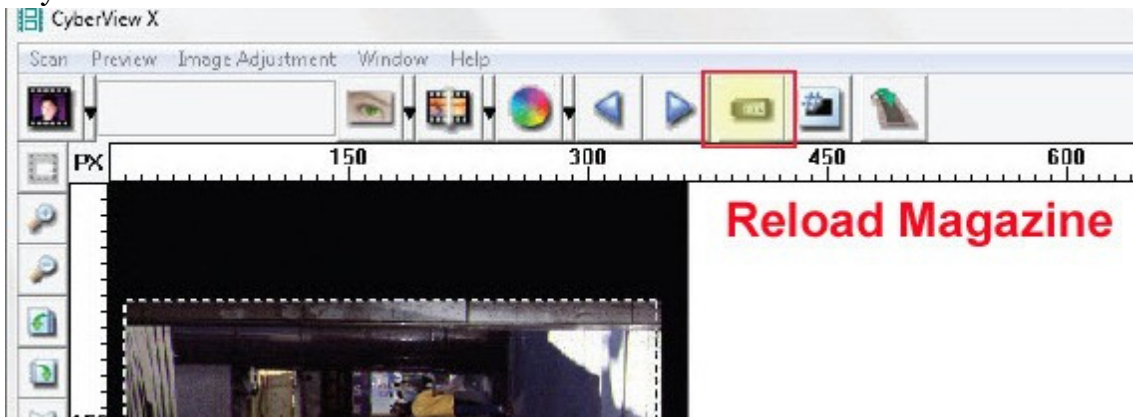 CyberView X
Scan Preview Image Adjustment Window Help
PX 150 300 450 600
Reload Magazine